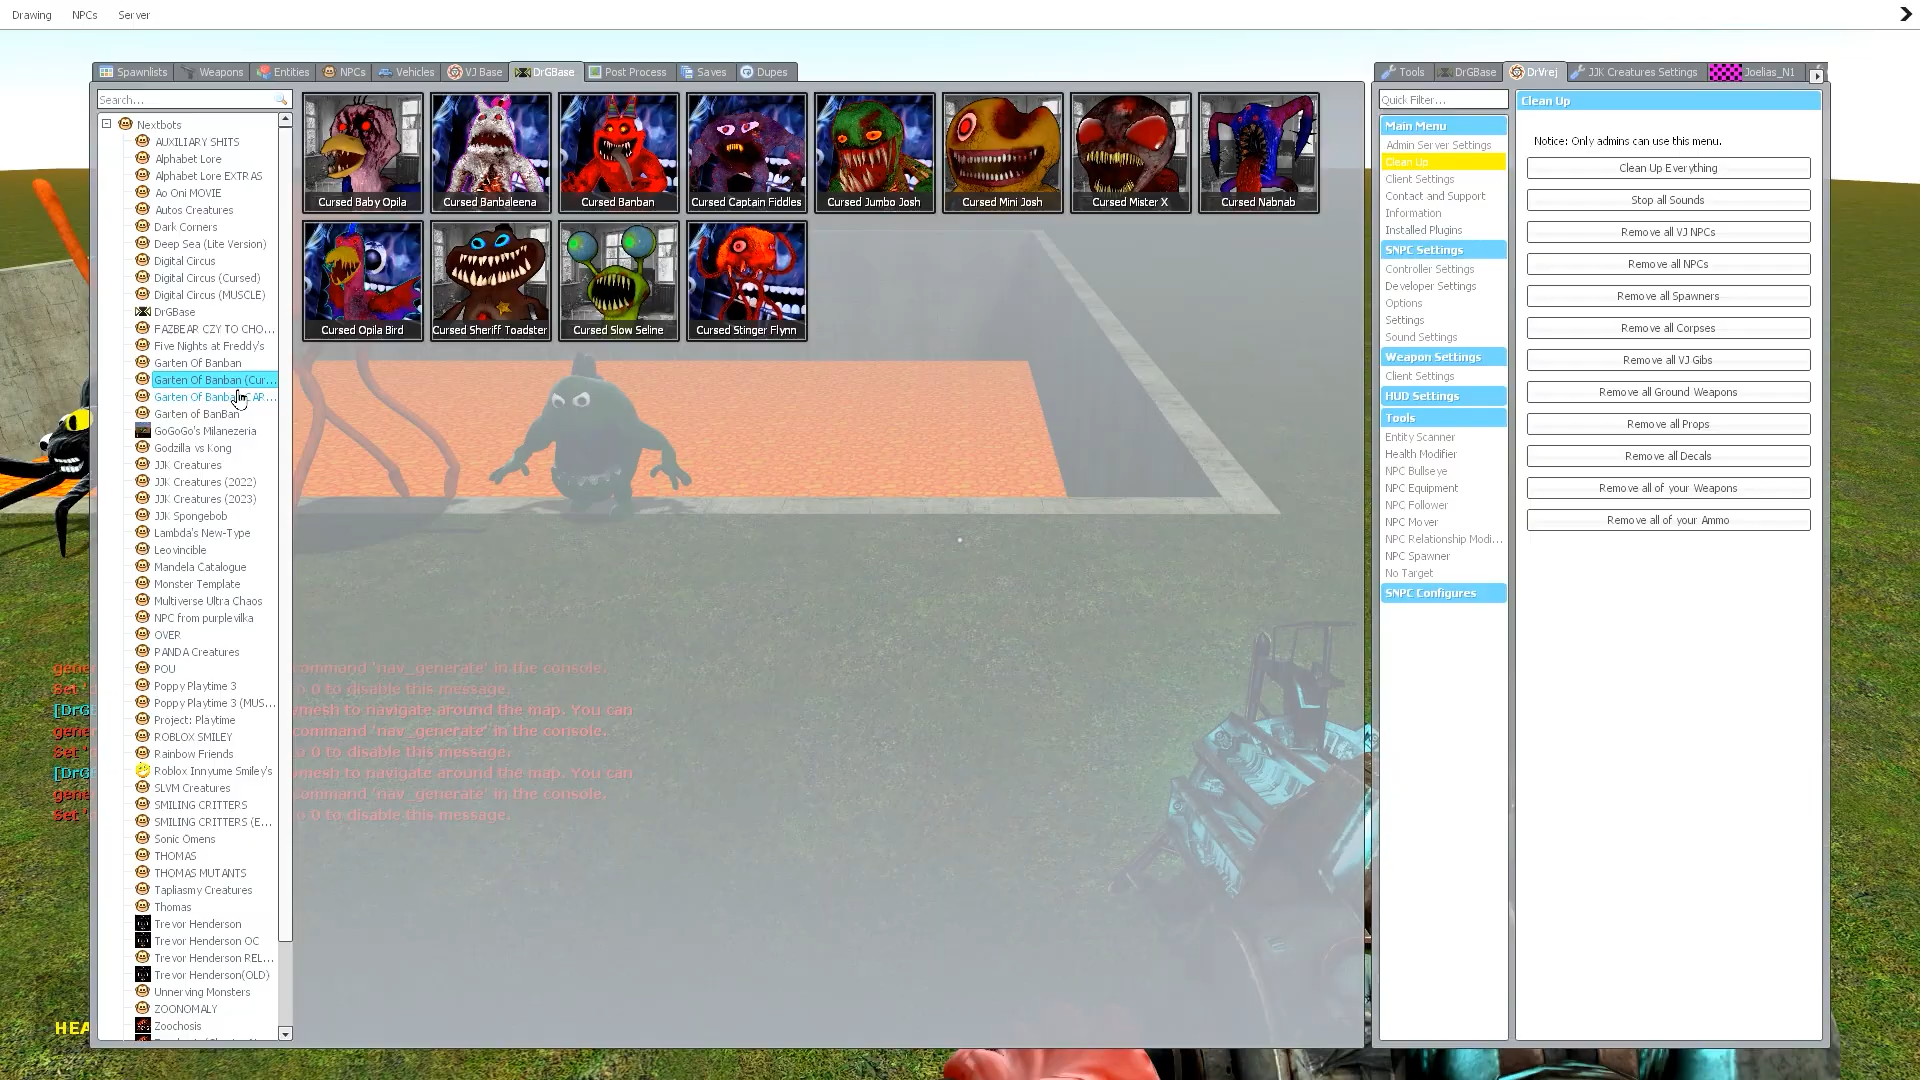 Drawing NPCs Server
Spawnlists Weapons Entities NPCs Vehicles VJ Base DrGBase Post Process Saves Dupes
Search...
Nextbots
AUXILIARY SHITS
Alphabet Lore
Alphabet Lore EXTRAS
Ao Oni MOVIE
Autos Creatures
Dark Corners
Deep Sea (Lite Version)
Digital Circus
Digital Circus (Cursed)
Digital Circus (MUSCLE)
DrGBase
FAZBEAR CZY TO CHO...
Five Nights at Freddy's
Garten Of Banban
Garten Of Banban (Cur...
Garten of BanBan
GoGoGo's Milanezeria
Godzilla vs Kong
JJK Creatures
JJK Creatures (2022)
JJK Creatures (2023)
JJK Spongebob
Lambda's New-Type
Leovincible
Mandela Catalogue
Monster Template
Multiverse Ultra Chaos
NPC from purplevilka
OVER
PANDA Creatures
POU
Poppy Playtime 3
Poppy Playtime 3 (MUS...
Project: Playtime
ROBLOX SMILEY
Rainbow Friends
Roblox Innyume Smiley's
SLVM Creatures
SMILING CRITTERS
SMILING CRITTERS (E...
Sonic Omens
THOMAS
THOMAS MUTANTS
Tapliasmy Creatures
Thomas
Trevor Henderson
Trevor Henderson OC
Trevor Henderson REL...
Trevor Henderson(OLD)
Unnerving Monsters
ZOONOMALY
Zoochosis
Cursed Baby Opila
Cursed Banbaleena
Cursed Banban
Cursed Captain Fiddles
Cursed Jumbo Josh
Cursed Mini Josh
Cursed Mister X
Cursed Nabnab
Cursed Opila Bird
Cursed Sheriff Toadster
Cursed Slow Seline
Cursed Stinger Flynn
command 'nav_generate' in the console.
o 0 to disable this message.
mesh to navigate around the map. You can
command 'nav_generate' in the console.
o 0 to disable this message.
mesh to navigate around the map. You can
command 'nav_generate' in the console.
o 0 to disable this message.
gene
Set '
[DrG
gene
[DrG
gene
Set '
HEA
Tools DrGBase DrVrej JJK Creatures Settings Joelias_N1
Quick Filter...
Main Menu
Admin Server Settings
Clean Up
Client Settings
Contact and Support
Information
Installed Plugins
SNPC Settings
Controller Settings
Developer Settings
Options
Settings
Sound Settings
Weapon Settings
Client Settings
HUD Settings
Tools
Entity Scanner
Health Modifier
NPC Bullseye
NPC Equipment
NPC Follower
NPC Mover
NPC Relationship Modi...
NPC Spawner
No Target
SNPC Configures
Clean Up
Notice: Only admins can use this menu.
Clean Up Everything
Stop all Sounds
Remove all VJ NPCs
Remove all NPCs
Remove all Spawners
Remove all Corpses
Remove all VJ Gibs
Remove all Ground Weapons
Remove all Props
Remove all Decals
Remove all of your Weapons
Remove all of your Ammo